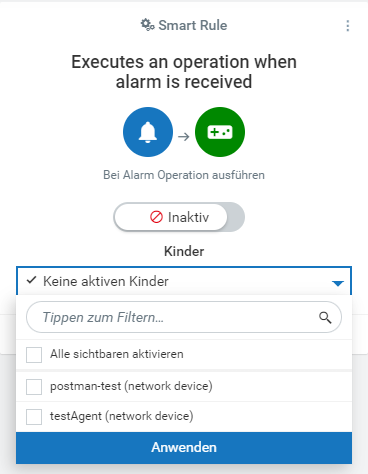 Smart Rule
Executes an operation when
alarm is received
Bei Alarm Operation ausführen
Inaktiv
Kinder
Keine aktiven Kinder
Tippen zum Filtern...
Alle sichtbaren aktivieren
postman-test (network device)
testAgent (network device)
Anwenden